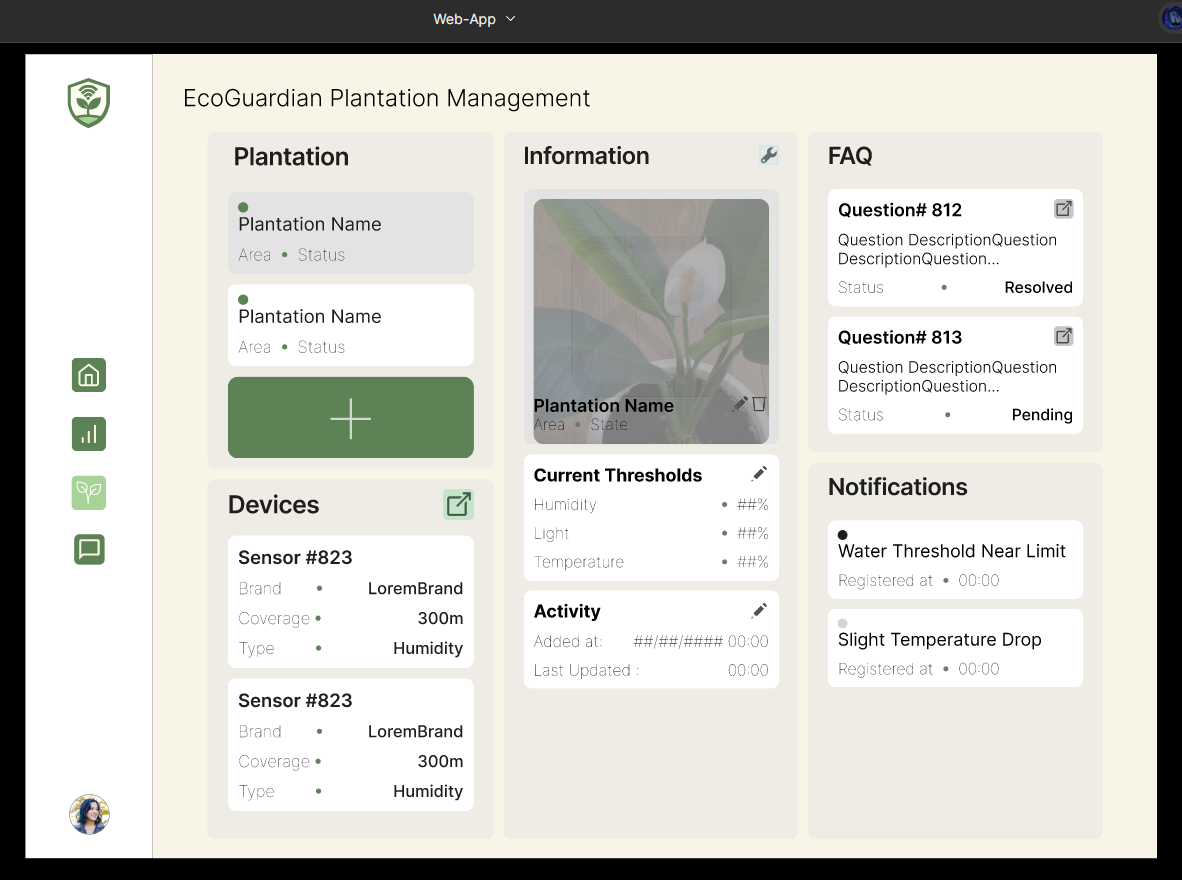 Web-App
EcoGuardian Plantation Management
Plantation
Plantation Name
Area • Status
Plantation Name
Area • Status
Devices
Sensor #823
Brand • LoremBrand
Coverage • 300m
Type • Humidity
Sensor #823
Brand • LoremBrand
Coverage • 300m
Type • Humidity
Information
Plantation Name
Area • State
Current Thresholds
Humidity • ##%
Light • ##%
Temperature • ##%
Activity
Added at: ##/##/#### 00:00
Last Updated : 00:00
FAQ
Question# 812
Question DescriptionQuestion
DescriptionQuestion...
Status • Resolved
Question# 813
Question DescriptionQuestion
DescriptionQuestion...
Status • Pending
Notifications
Water Threshold Near Limit
Registered at • 00:00
Slight Temperature Drop
Registered at • 00:00